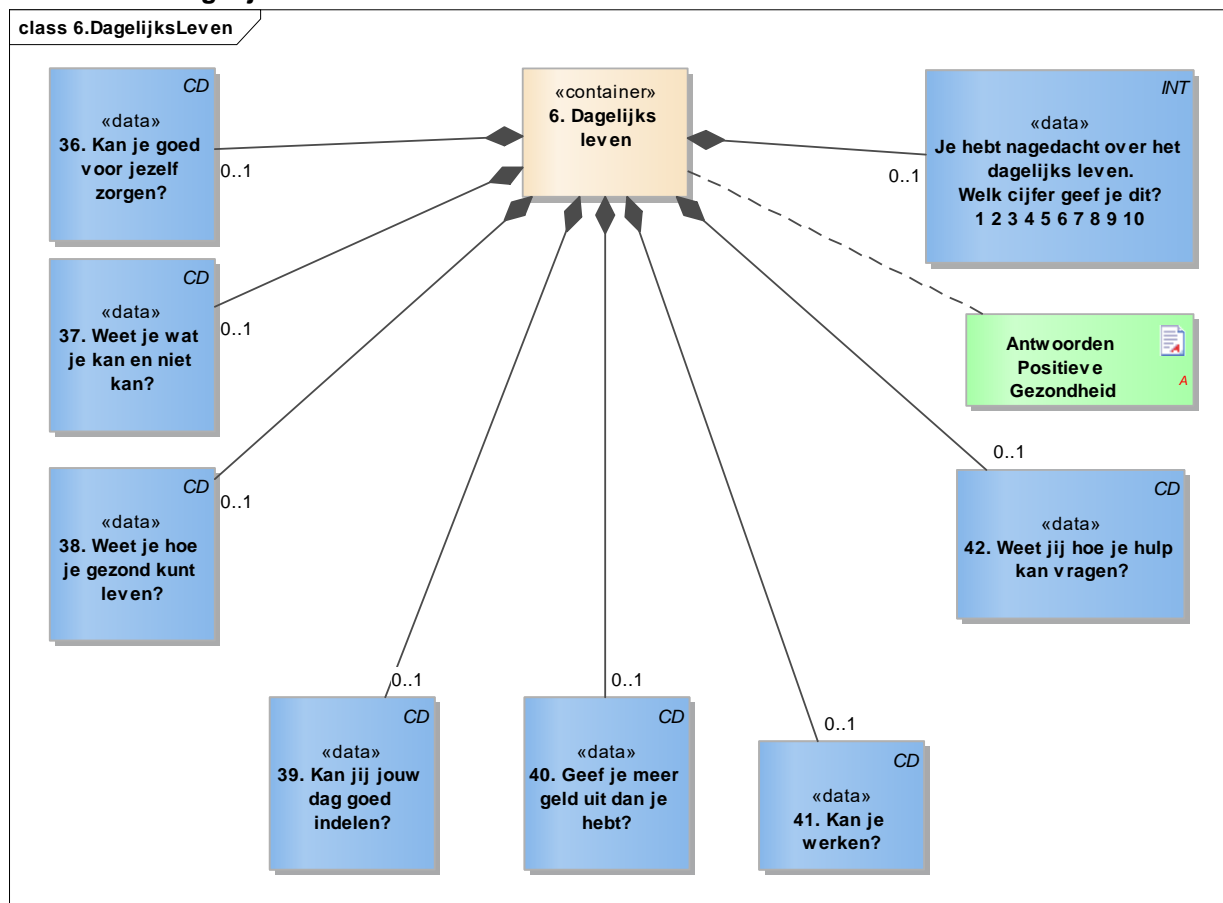 class 6.DagelijksLeven
CD
«data»
36. Kan je goed
voor jezelf
zorgen?
0..1
«container»
6. Dagelijks
leven
INT
«data»
Je hebt nagedacht over het
dagelijks leven.
Welk cijfer geef je dit?
1 2 3 4 5 6 7 8 9 10
0..1
CD
«data»
37. Weet je wat
je kan en niet
kan?
0..1
Antwoorden
Positieve
Gezondheid
A
CD
«data»
38. Weet je hoe
je gezond kunt
leven?
0..1
0..1
CD
«data»
42. Weet jij hoe je hulp
kan vragen?
0..1
CD
«data»
39. Kan jij jouw
dag goed
indelen?
0..1
CD
«data»
40. Geef je meer
geld uit dan je
hebt?
0..1
CD
«data»
41. Kan je
werken?